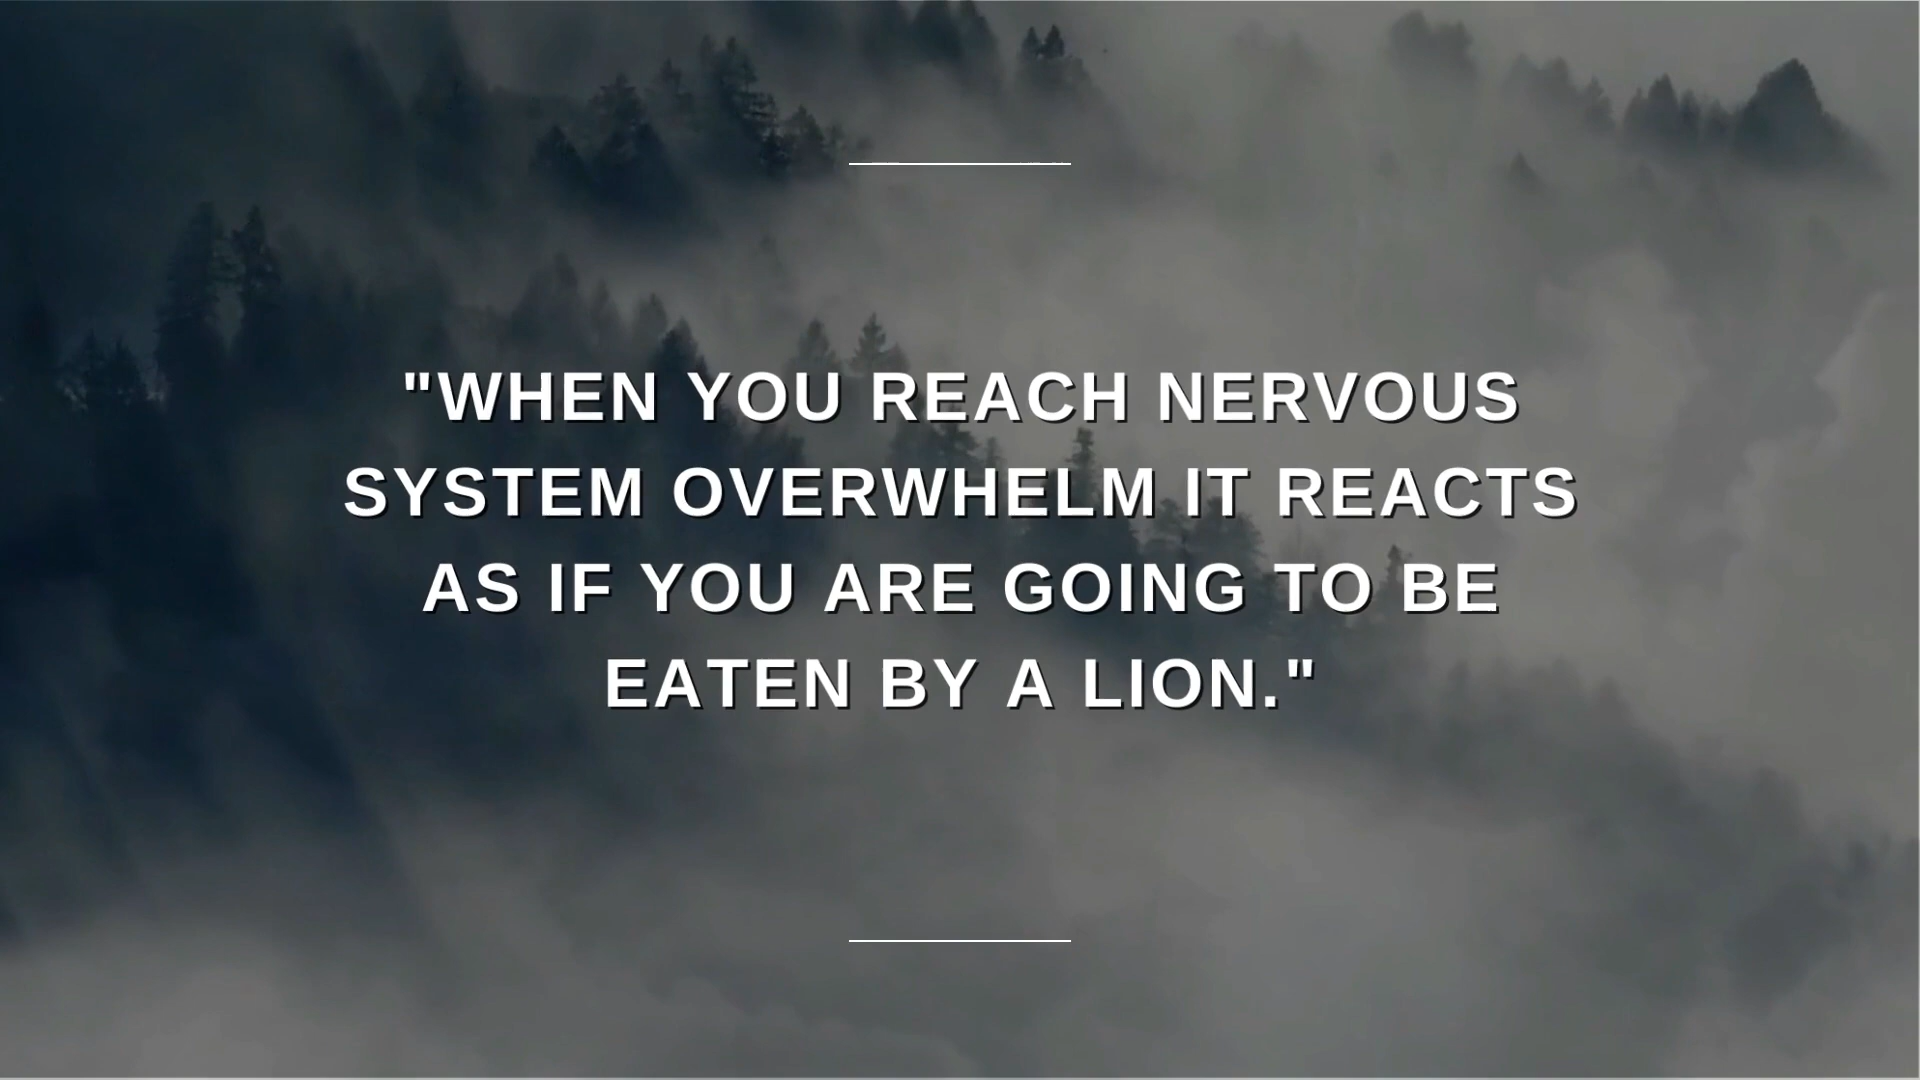 "WHEN YOU REACH NERVOUS
SYSTEM OVERWHELM IT REACTS
AS IF YOU ARE GOING TO BE
EATEN BY A LION."